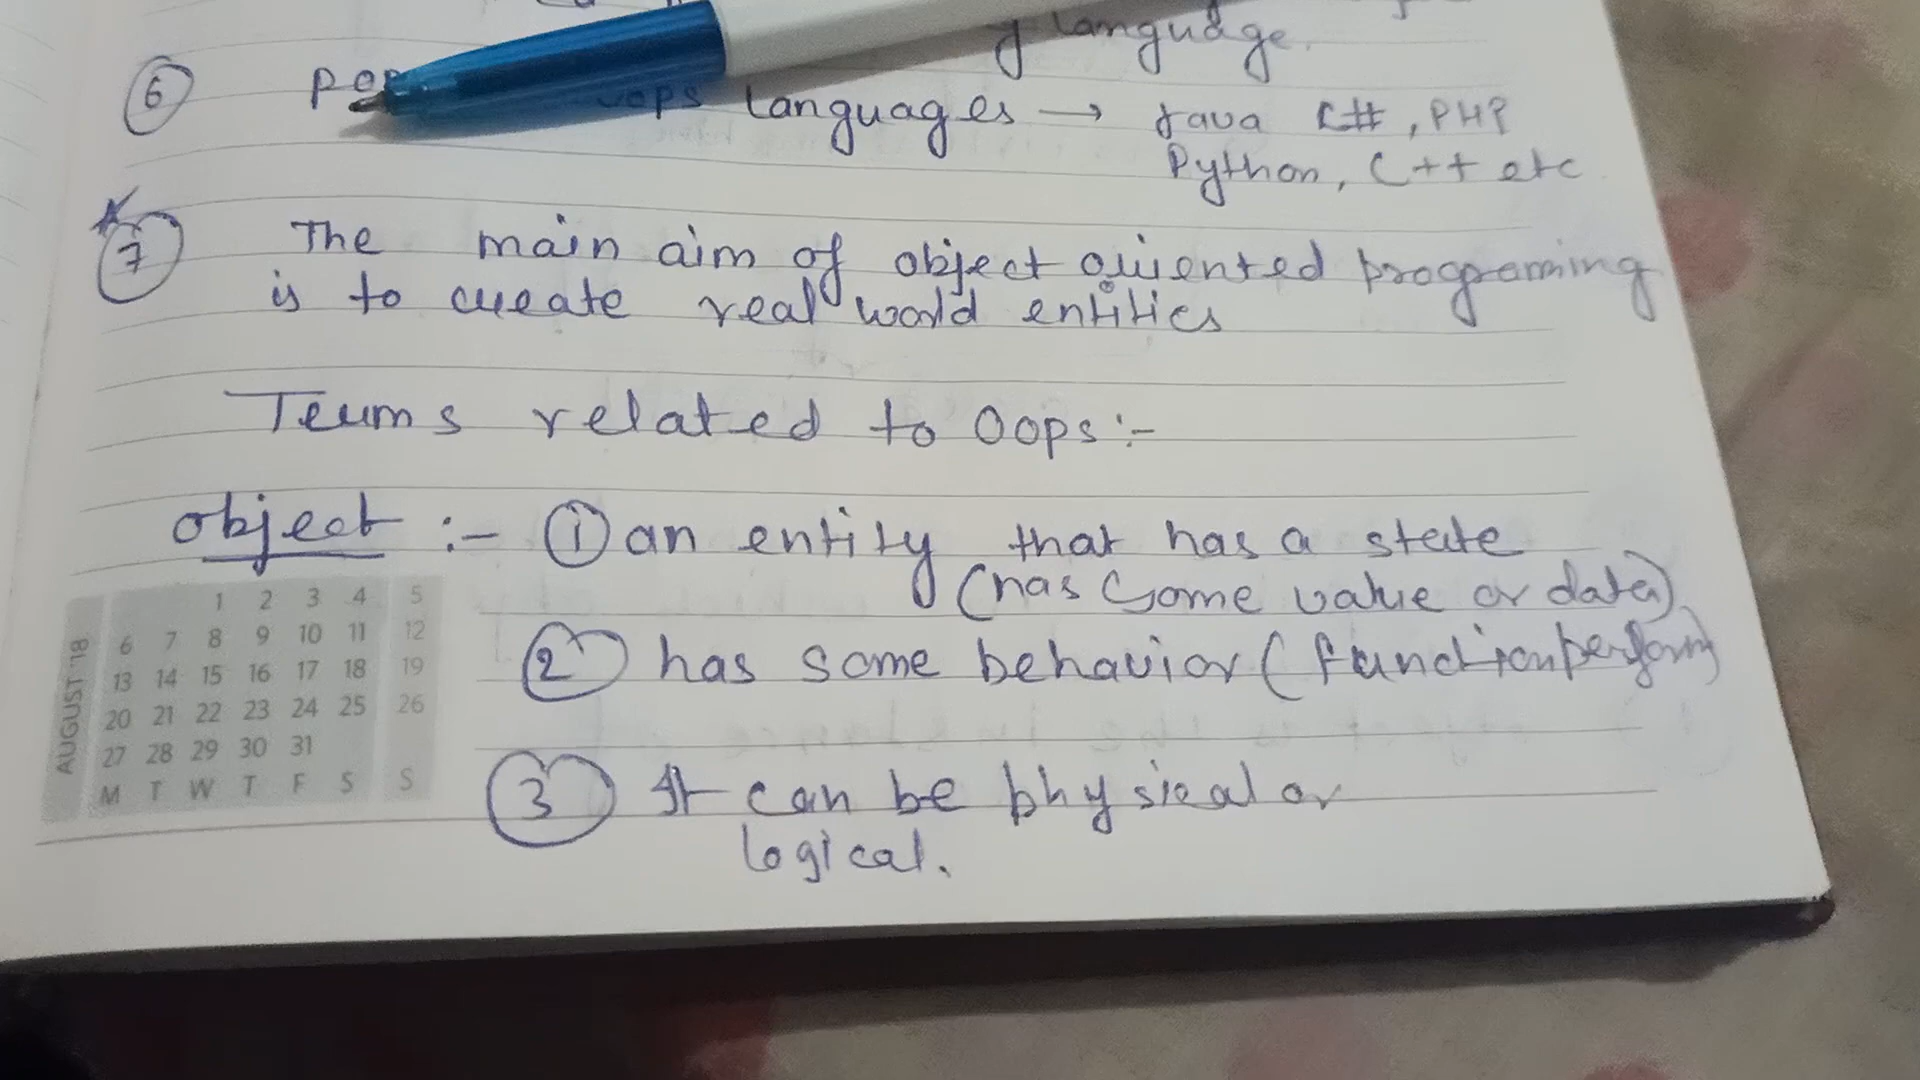 language.
6 oops languages → Java C#, PHP
Python, C++ etc
7 The main aim of object oriented programing
is to create real world entities
Terms related to Oops :-
object :- 1 an entity that has a state
(has some value or data)
2 has some behavior (function perform)
3 It can be physical or
logical.
AUGUST '18
1 2 3 4 5
6 7 8 9 10 11 12
13 14 15 16 17 18 19
20 21 22 23 24 25 26
27 28 29 30 31
M T W T F S S